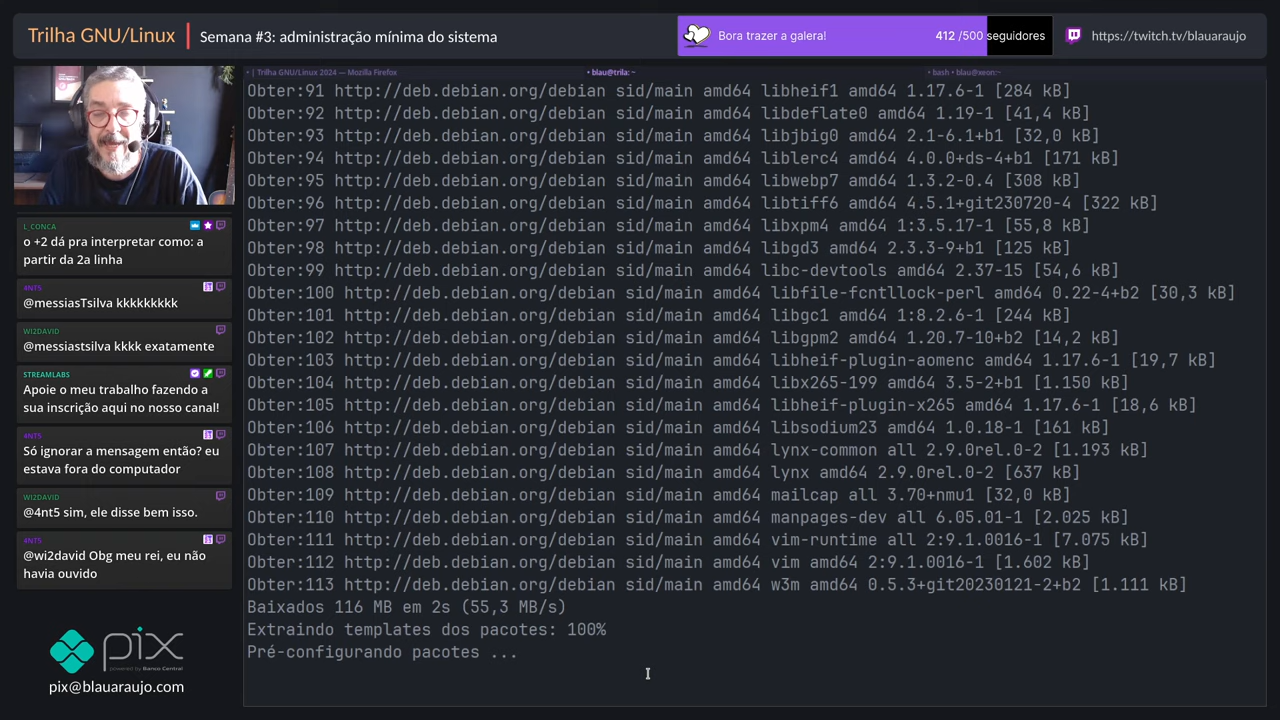 Trilha GNU/Linux
Semana #3: administração mínima do sistema
Bora trazer a galera!
412 /500 seguidores
https://twitch.tv/blauaraujo
| Trilha GNU/Linux 2024 — Mozilla Firefox
blau@trila: ~
bash • blau@xeon:~
L_CONCA
o +2 dá pra interpretar como: a
partir da 2a linha
4NT5
@messiasTsilva kkkkkkkkk
WI2DAVID
@messiastsilva kkkk exatamente
STREAMLABS
Apoie o meu trabalho fazendo a
sua inscrição aqui no nosso canal!
4NT5
Só ignorar a mensagem então? eu
estava fora do computador
WI2DAVID
@4nt5 sim, ele disse bem isso.
4NT5
@wi2david Obg meu rei, eu não
havia ouvido
pix
powered by Banco Central
pix@blauaraujo.com
Obter:91 http://deb.debian.org/debian sid/main amd64 libheif1 amd64 1.17.6-1 [284 kB]
Obter:92 http://deb.debian.org/debian sid/main amd64 libdeflate0 amd64 1.19-1 [41,4 kB]
Obter:93 http://deb.debian.org/debian sid/main amd64 libjbig0 amd64 2.1-6.1+b1 [32,0 kB]
Obter:94 http://deb.debian.org/debian sid/main amd64 liblerc4 amd64 4.0.0+ds-4+b1 [171 kB]
Obter:95 http://deb.debian.org/debian sid/main amd64 libwebp7 amd64 1.3.2-0.4 [308 kB]
Obter:96 http://deb.debian.org/debian sid/main amd64 libtiff6 amd64 4.5.1+git230720-4 [322 kB]
Obter:97 http://deb.debian.org/debian sid/main amd64 libxpm4 amd64 1:3.5.17-1 [55,8 kB]
Obter:98 http://deb.debian.org/debian sid/main amd64 libgd3 amd64 2.3.3-9+b1 [125 kB]
Obter:99 http://deb.debian.org/debian sid/main amd64 libc-devtools amd64 2.37-15 [54,6 kB]
Obter:100 http://deb.debian.org/debian sid/main amd64 libfile-fcntllock-perl amd64 0.22-4+b2 [30,3 kB]
Obter:101 http://deb.debian.org/debian sid/main amd64 libgc1 amd64 1:8.2.6-1 [244 kB]
Obter:102 http://deb.debian.org/debian sid/main amd64 libgpm2 amd64 1.20.7-10+b2 [14,2 kB]
Obter:103 http://deb.debian.org/debian sid/main amd64 libheif-plugin-aomenc amd64 1.17.6-1 [19,7 kB]
Obter:104 http://deb.debian.org/debian sid/main amd64 libx265-199 amd64 3.5-2+b1 [1.150 kB]
Obter:105 http://deb.debian.org/debian sid/main amd64 libheif-plugin-x265 amd64 1.17.6-1 [18,6 kB]
Obter:106 http://deb.debian.org/debian sid/main amd64 libsodium23 amd64 1.0.18-1 [161 kB]
Obter:107 http://deb.debian.org/debian sid/main amd64 lynx-common all 2.9.0rel.0-2 [1.193 kB]
Obter:108 http://deb.debian.org/debian sid/main amd64 lynx amd64 2.9.0rel.0-2 [637 kB]
Obter:109 http://deb.debian.org/debian sid/main amd64 mailcap all 3.70+nmu1 [32,0 kB]
Obter:110 http://deb.debian.org/debian sid/main amd64 manpages-dev all 6.05.01-1 [2.025 kB]
Obter:111 http://deb.debian.org/debian sid/main amd64 vim-runtime all 2:9.1.0016-1 [7.075 kB]
Obter:112 http://deb.debian.org/debian sid/main amd64 vim amd64 2:9.1.0016-1 [1.602 kB]
Obter:113 http://deb.debian.org/debian sid/main amd64 w3m amd64 0.5.3+git20230121-2+b2 [1.111 kB]
Baixados 116 MB em 2s (55,3 MB/s)
Extraindo templates dos pacotes: 100%
Pré-configurando pacotes ...